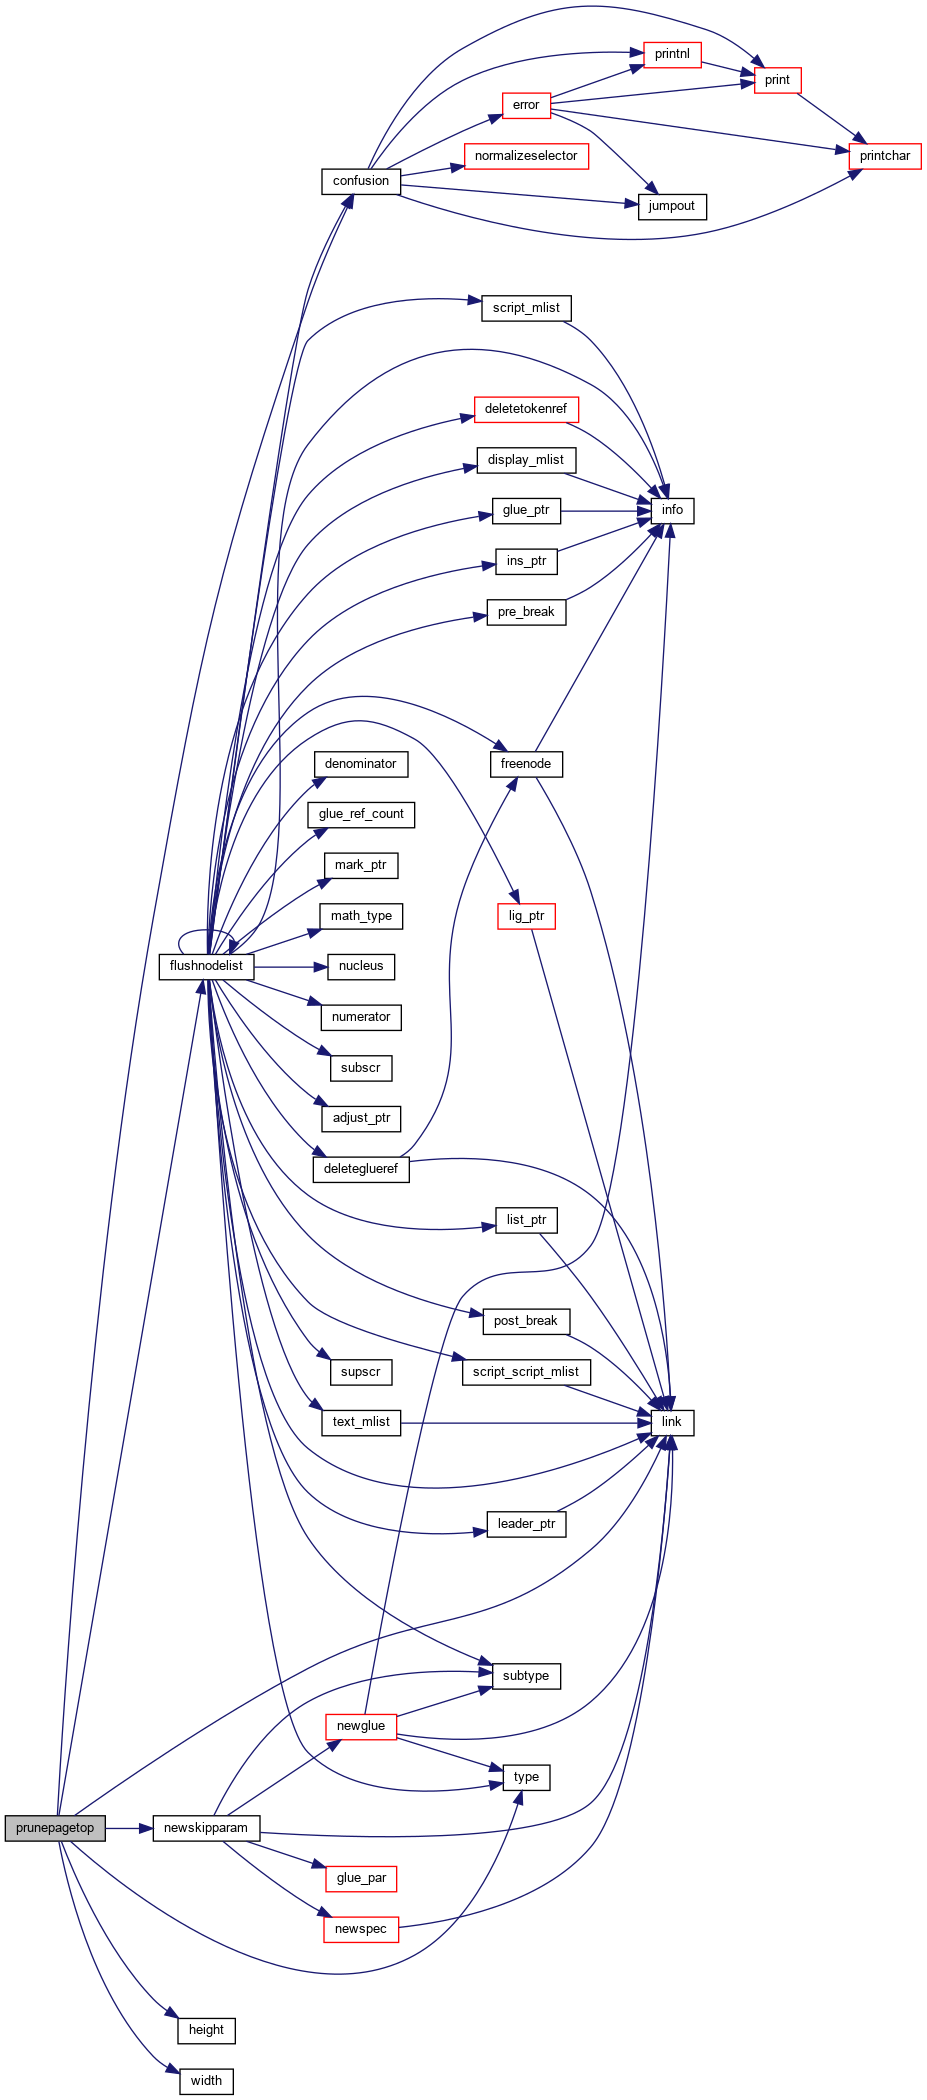 printnl
print
error
normalizeselector
printchar
confusion
jumpout
script_mlist
deletetokenref
display_mlist
glue_ptr
info
ins_ptr
pre_break
denominator
freenode
glue_ref_count
mark_ptr
math_type
lig_ptr
flushnodelist
nucleus
numerator
subscr
adjust_ptr
deleteglueref
list_ptr
post_break
supscr
script_script_mlist
text_mlist
link
leader_ptr
subtype
newglue
type
prunepagetop
newskipparam
glue_par
newspec
height
width